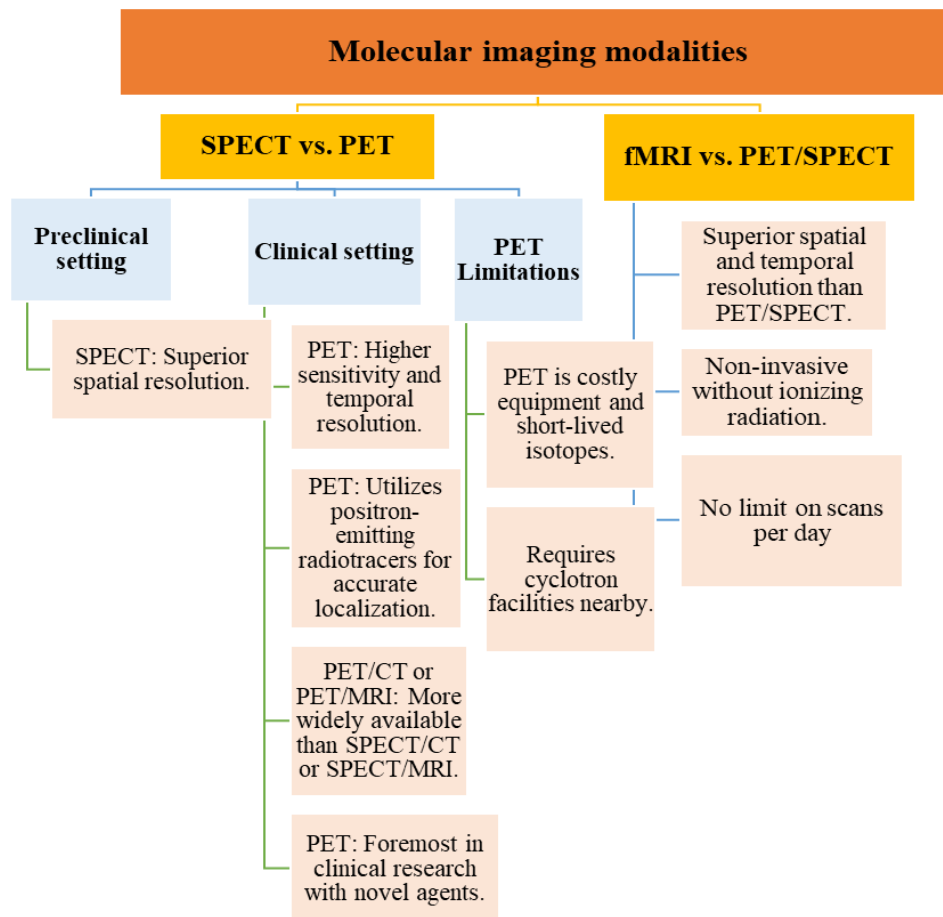 Molecular imaging modalities
SPECT vs. PET
fMRI vs. PET/SPECT
Preclinical
setting
Clinical setting
PET
Limitations
SPECT: Superior
spatial resolution.
PET: Higher
sensitivity and
temporal
resolution.
PET: Utilizes
positron-
emitting
radiotracers for
accurate
localization.
PET/CT or
PET/MRI: More
widely available
than SPECT/CT
or SPECT/MRI.
PET: Foremost in
clinical research
with novel agents.
PET is costly
equipment and
short-lived
isotopes.
Requires
cyclotron
facilities nearby.
Superior spatial
and temporal
resolution than
PET/SPECT.
Non-invasive
without ionizing
radiation.
No limit on scans
per day